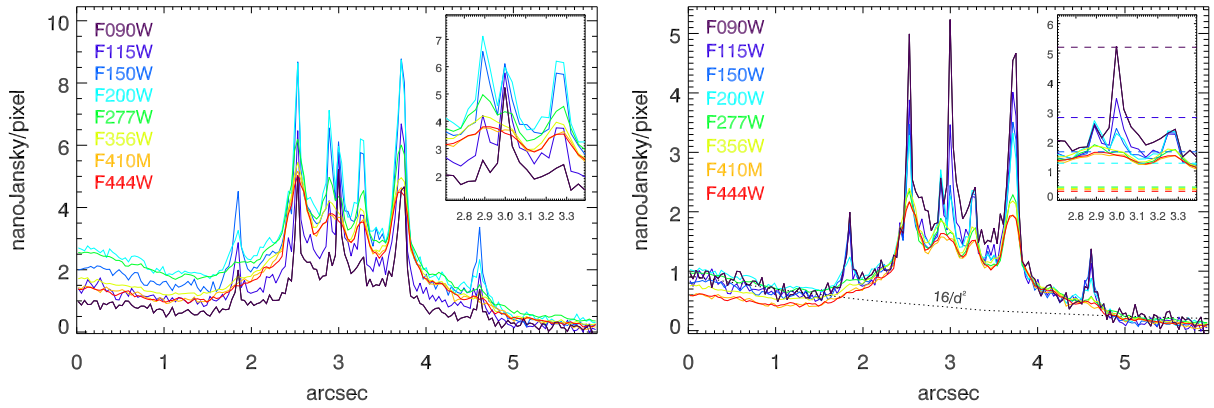 nanoJansky/pixel
10
8
6
4
2
0
F090W
F115W
F150W
F200W
F277W
F356W
F410M
F444W
7
6
5
4
3
2
2.8 2.9 3.0 3.1 3.2 3.3
0 1 2 3 4 5
arcsec
nanoJansky/pixel
5
4
3
2
1
0
F090W
F115W
F150W
F200W
F277W
F356W
F410M
F444W
6
5
4
3
2
1
0
2.8 2.9 3.0 3.1 3.2 3.3
16/d²
0 1 2 3 4 5
arcsec